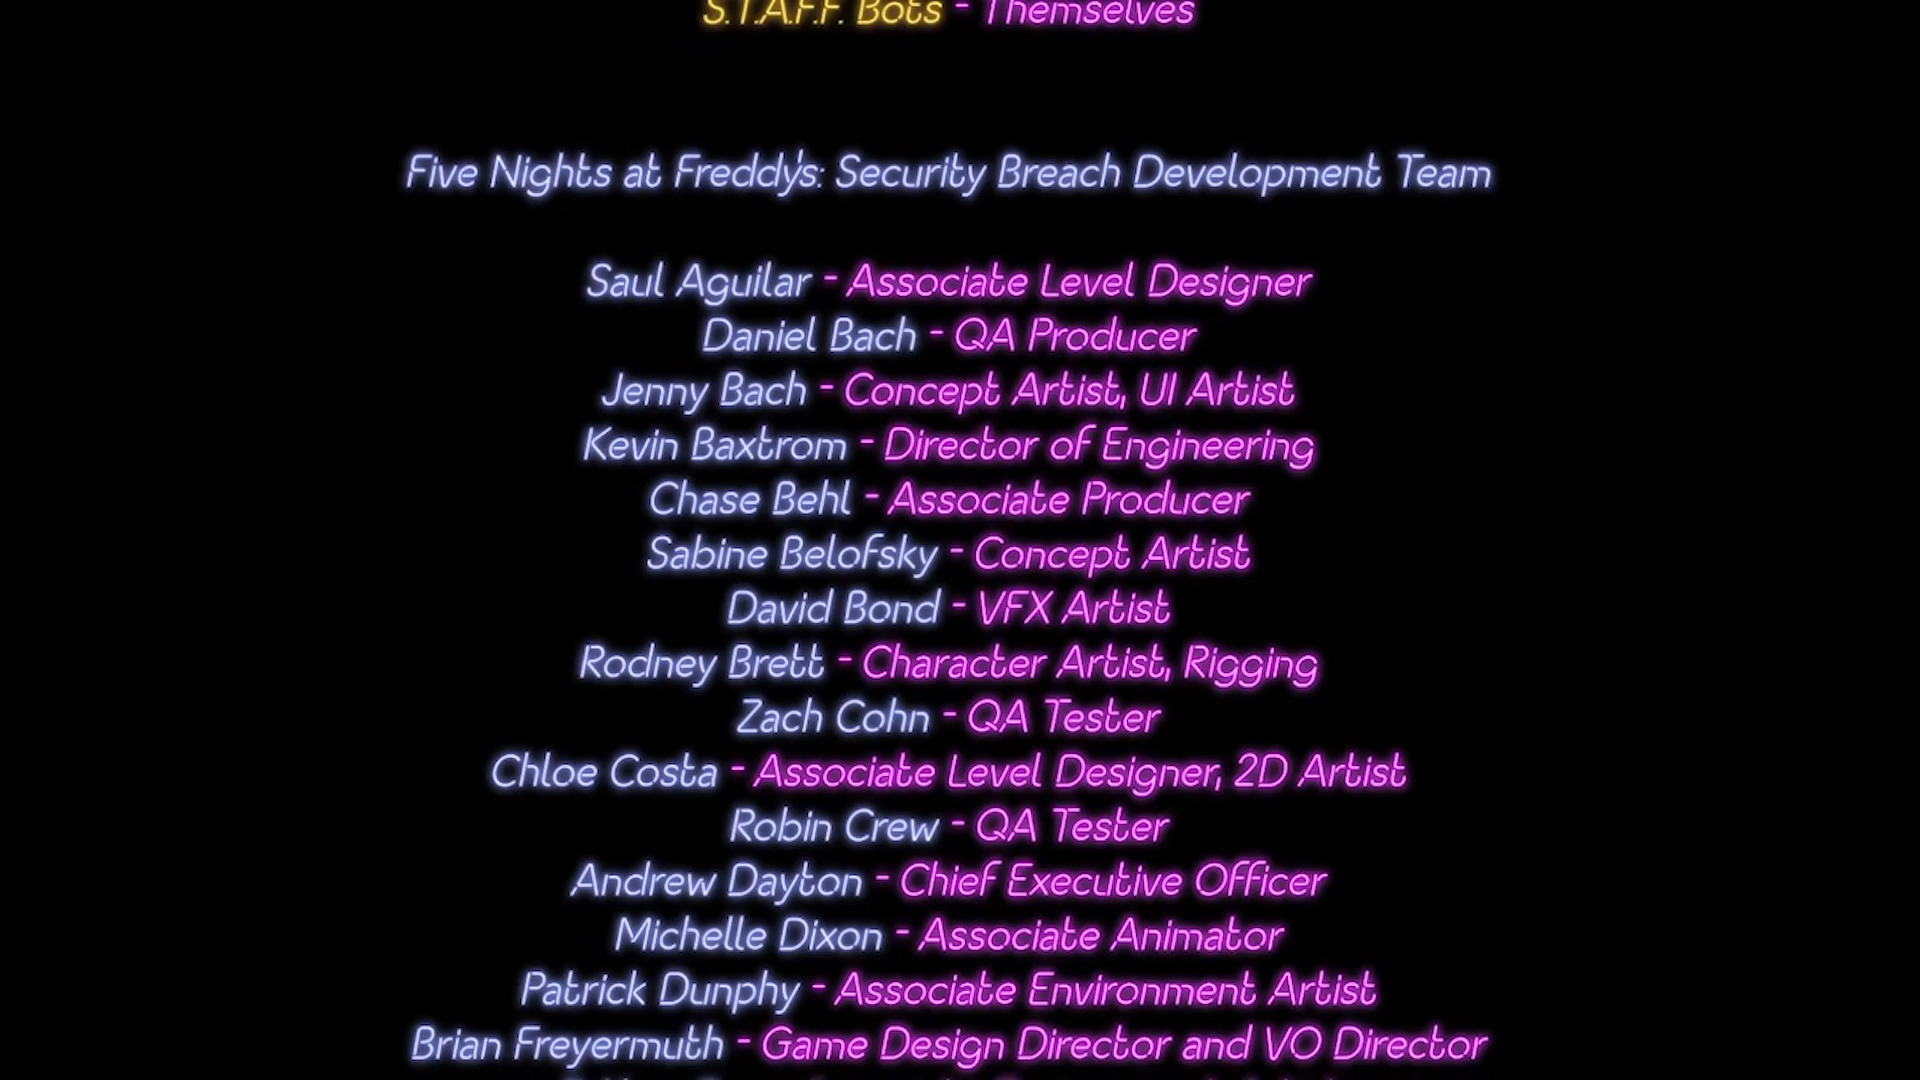 S.T.A.F.F. Bots - Themselves
Five Nights at Freddy's: Security Breach Development Team
Saul Aguilar - Associate Level Designer
Daniel Bach - QA Producer
Jenny Bach - Concept Artist, UI Artist
Kevin Baxtrom - Director of Engineering
Chase Behl - Associate Producer
Sabine Belofsky - Concept Artist
David Bond - VFX Artist
Rodney Brett - Character Artist, Rigging
Zach Cohn - QA Tester
Chloe Costa - Associate Level Designer, 2D Artist
Robin Crew - QA Tester
Andrew Dayton - Chief Executive Officer
Michelle Dixon - Associate Animator
Patrick Dunphy - Associate Environment Artist
Brian Freyermuth - Game Design Director and VO Director